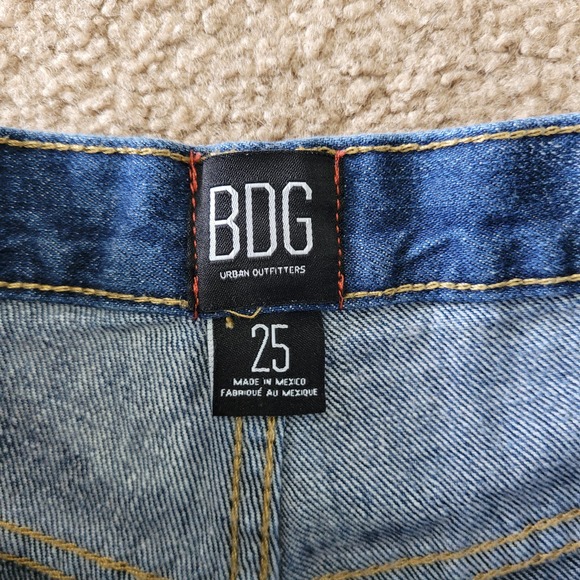 BDG
URBAN OUTFITTERS
25
MADE IN MEXICO
FABRIQUÉ AU MEXIQUE